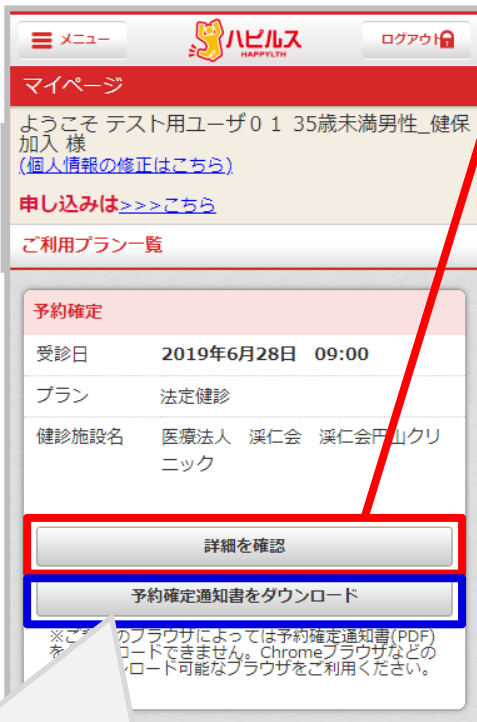 メニュー
ハピルス
HAPPYLTH
ログアウト
マイページ
ようこそ テスト用ユーザ０１ 35歳未満男性_健保
加入 様
(個人情報の修正はこちら)
申し込みは>>>こちら
ご利用プラン一覧
予約確定
受診日 2019年6月28日 09:00
プラン 法定健診
健診施設名 医療法人　渓仁会　渓仁会円山クリ
ニック
詳細を確認
予約確定通知書をダウンロード
※ご のブラウザによっては予約確定通知書(PDF)
を ロードできません。Chromeブラウザなどの
ロード可能なブラウザをご利用ください。